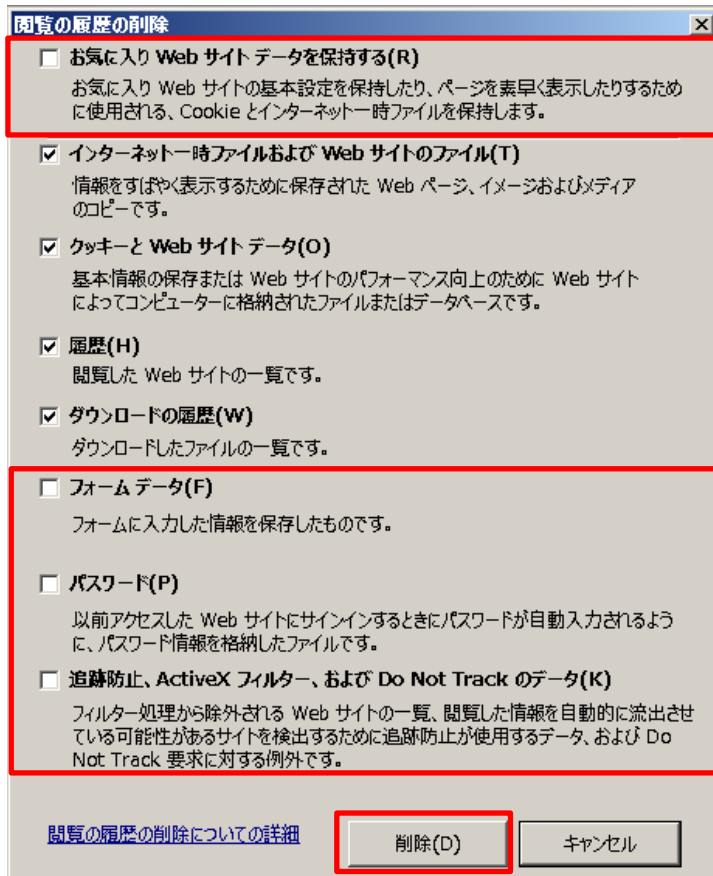 閲覧の履歴の削除
お気に入り Web サイト データを保持する(R)
お気に入り Web サイトの基本設定を保持したり、ページを素早く表示したりするため
に使用される、Cookie とインターネット一時ファイルを保持します。
インターネット一時ファイルおよび Web サイトのファイル(T)
情報をすばやく表示するために保存された Web ページ、イメージおよびメディア
のコピーです。
クッキーと Web サイト データ(O)
基本情報の保存または Web サイトのパフォーマンス向上のために Web サイト
によってコンピューターに格納されたファイルまたはデータベースです。
履歴(H)
閲覧した Web サイトの一覧です。
ダウンロードの履歴(W)
ダウンロードしたファイルの一覧です。
フォーム データ(F)
フォームに入力した情報を保存したものです。
パスワード(P)
以前アクセスした Web サイトにサインインするときにパスワードが自動入力されるよう
に、パスワード情報を格納したファイルです。
追跡防止、ActiveX フィルター、および Do Not Track のデータ(K)
フィルター処理から除外される Web サイトの一覧、閲覧した情報を自動的に流出させ
ている可能性があるサイトを検出するために追跡防止が使用するデータ、および Do
Not Track 要求に対する例外です。
閲覧の履歴の削除についての詳細
削除(D)
キャンセル